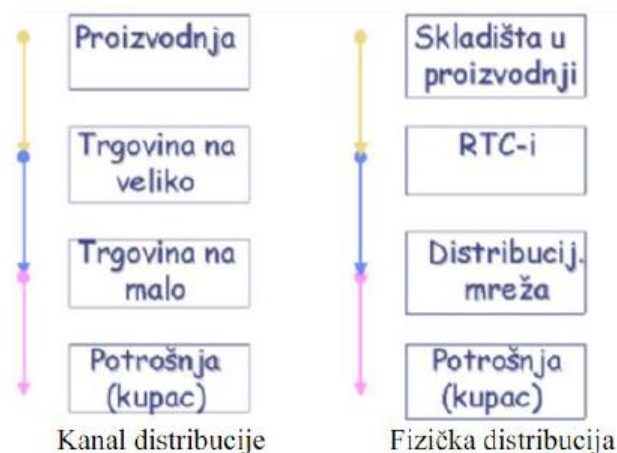 Proizvodnja
Trgovina na
veliko
Trgovina na
malo
Potrošnja
(kupac)
Kanal distribucije
Skladišta u
proizvodnji
RTC-i
Distribucij.
mreža
Potrošnja
(kupac)
Fizička distribucija